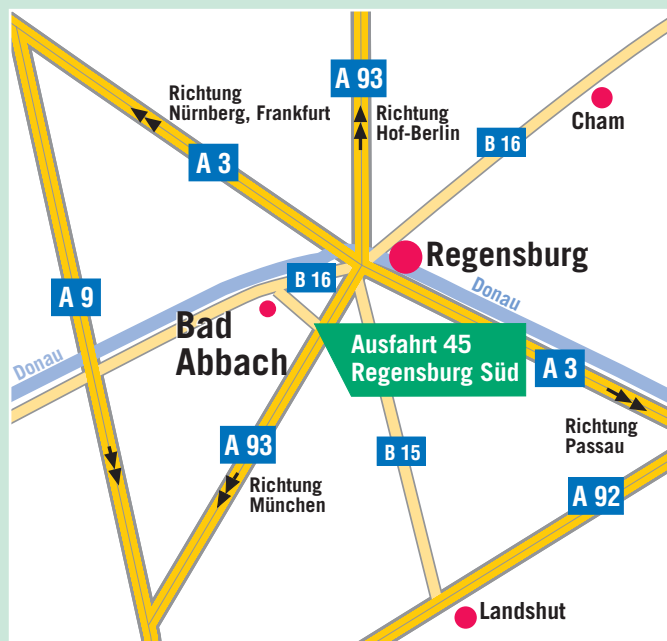 A 93
Richtung
Nürnberg, Frankfurt
Richtung
Hof-Berlin
Cham
B 16
A 3
Regensburg
B 16
Donau
A 9
Bad
Abbach
Ausfahrt 45
Regensburg Süd
Donau
A 3
Richtung
Passau
A 93
B 15
Richtung
München
A 92
Landshut